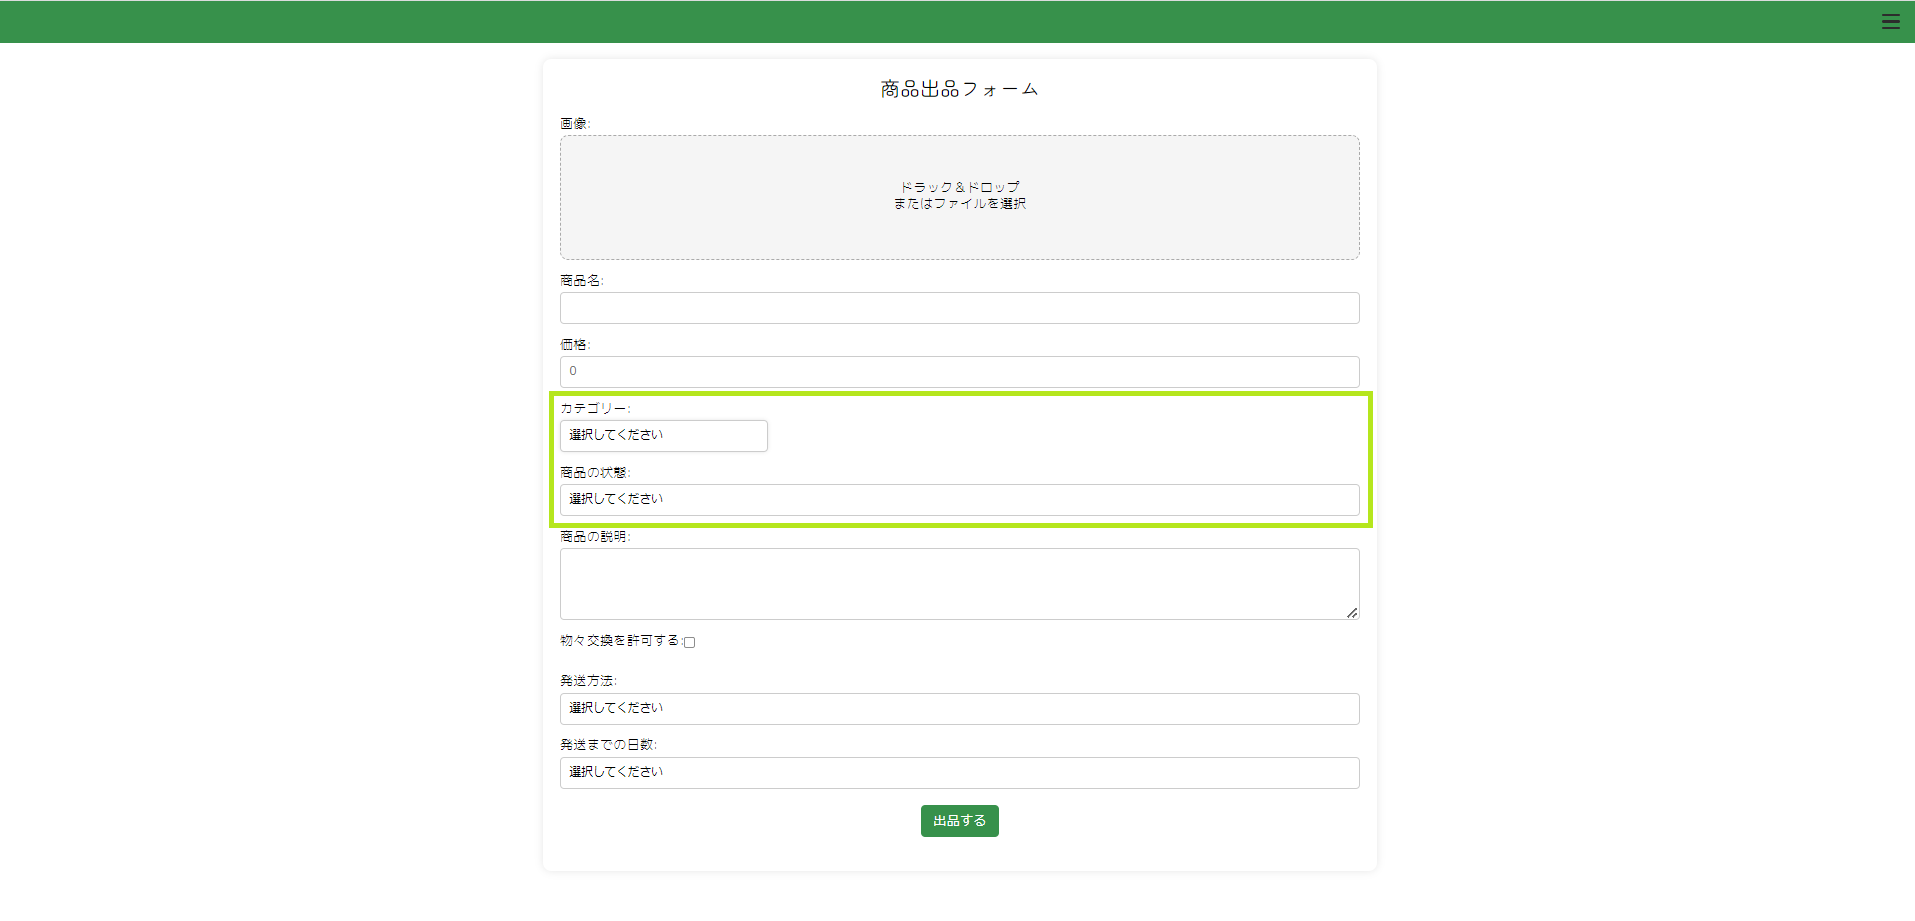 商品出品フォーム
画像:
ドラック＆ドロップ
またはファイルを選択
商品名:
価格:
0
カテゴリー:
選択してください
商品の状態:
選択してください
商品の説明:
物々交換を許可する:
発送方法:
選択してください
発送までの日数:
選択してください
出品する